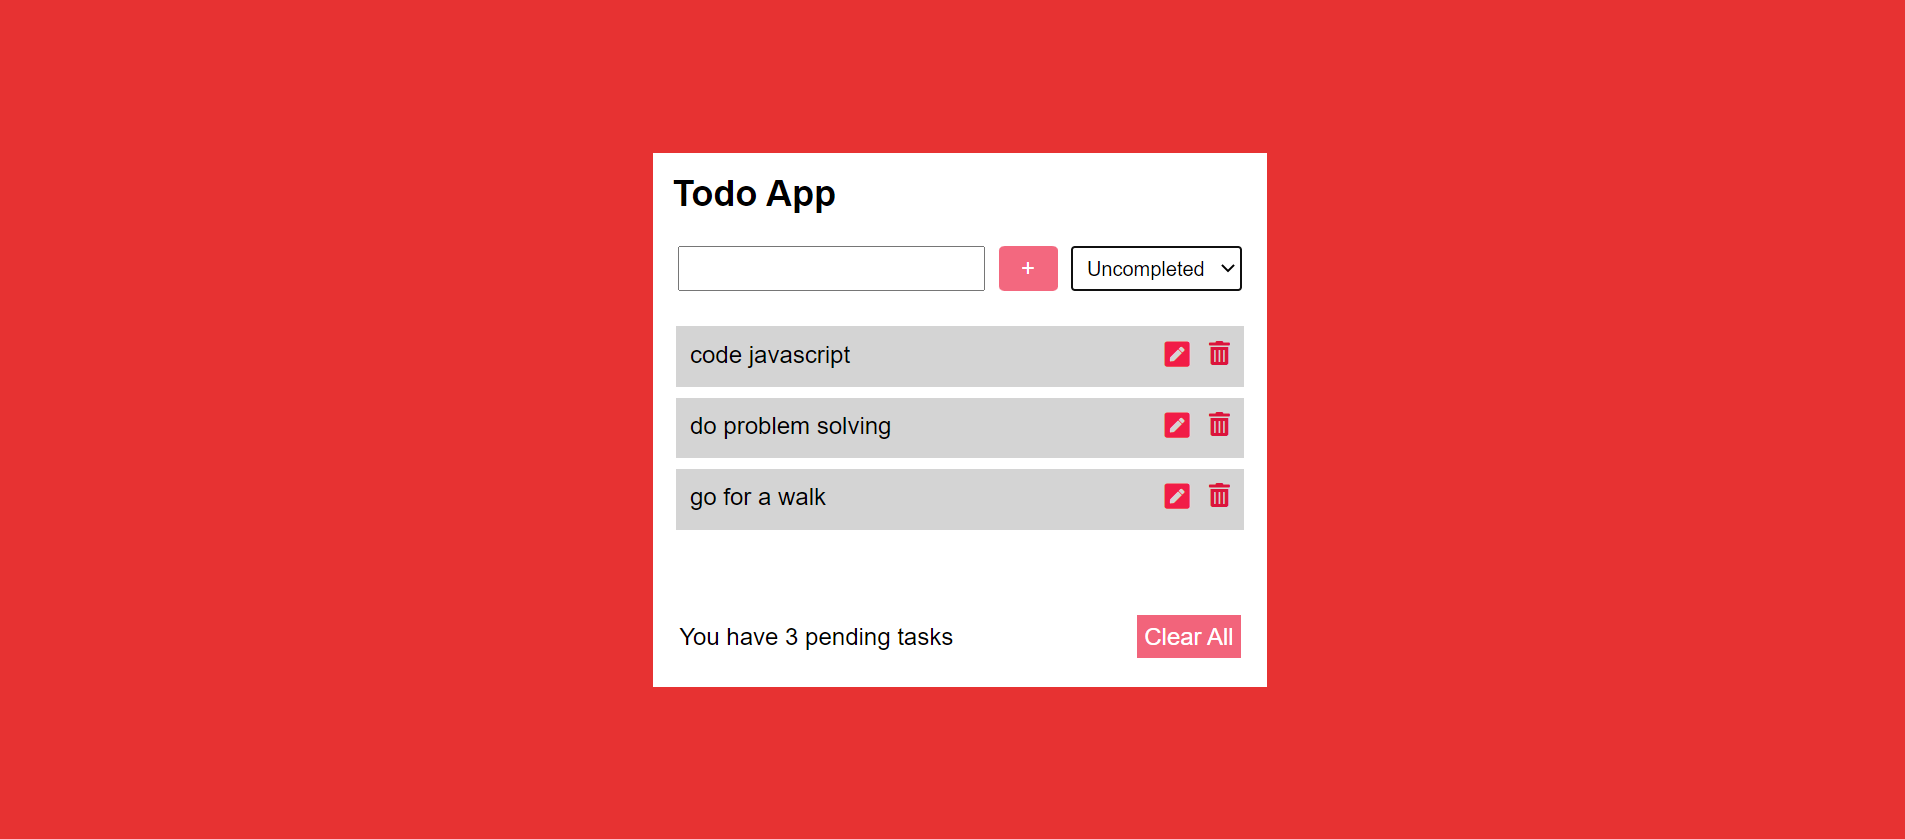 Todo App
+ Uncompleted
code javascript
do problem solving
go for a walk
You have 3 pending tasks Clear All